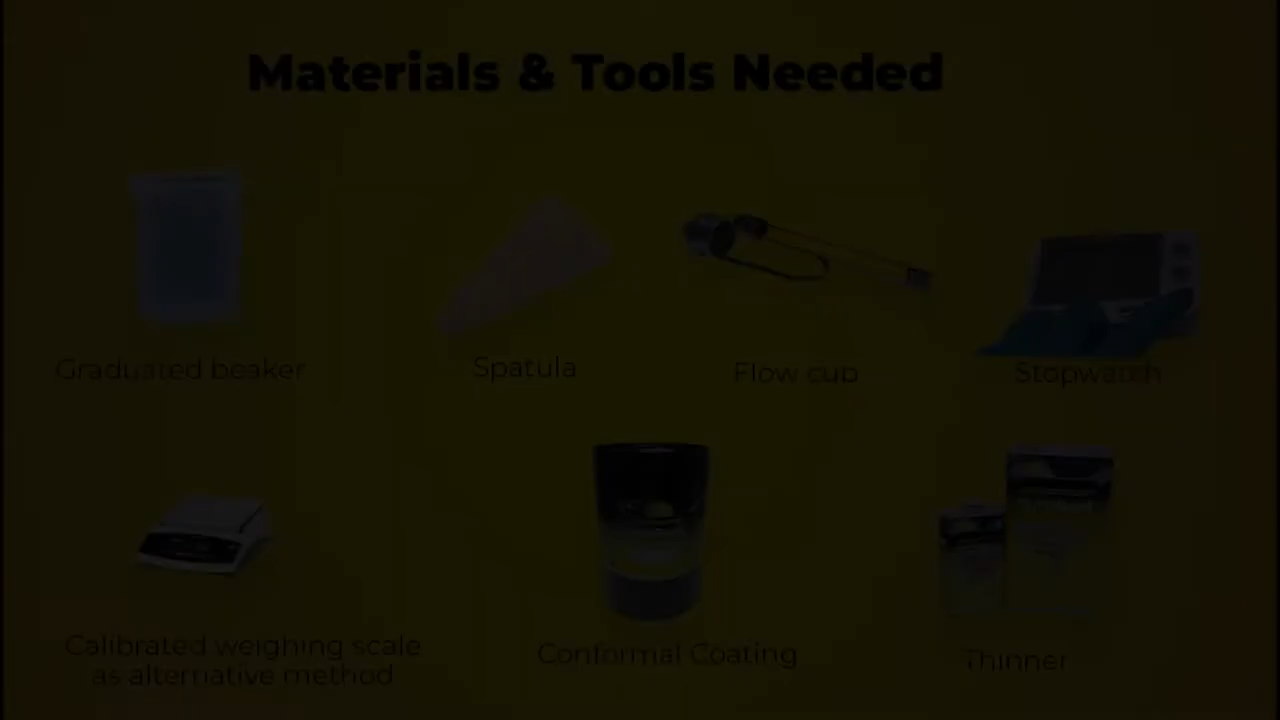 Materials & Tools Needed
Graduated beaker
Spatula
Flow cup
Stopwatch
Calibrated weighing scale
as alternative method
Conformal Coating
Thinner